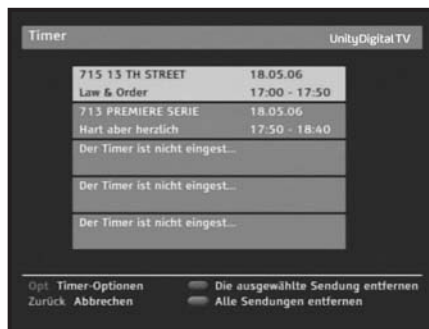 Timer UnityDigitalTV
715 13 TH STREET 18.05.06
Law & Order 17:00 - 17:50
713 PREMIERE SERIE 18.05.06
Hart aber herzlich 17:50 - 18:40
Der Timer ist nicht eingest...
Der Timer ist nicht eingest...
Der Timer ist nicht eingest...
Opt Timer-Optionen Die ausgewählte Sendung entfernen
Zurück Abbrechen Alle Sendungen entfernen